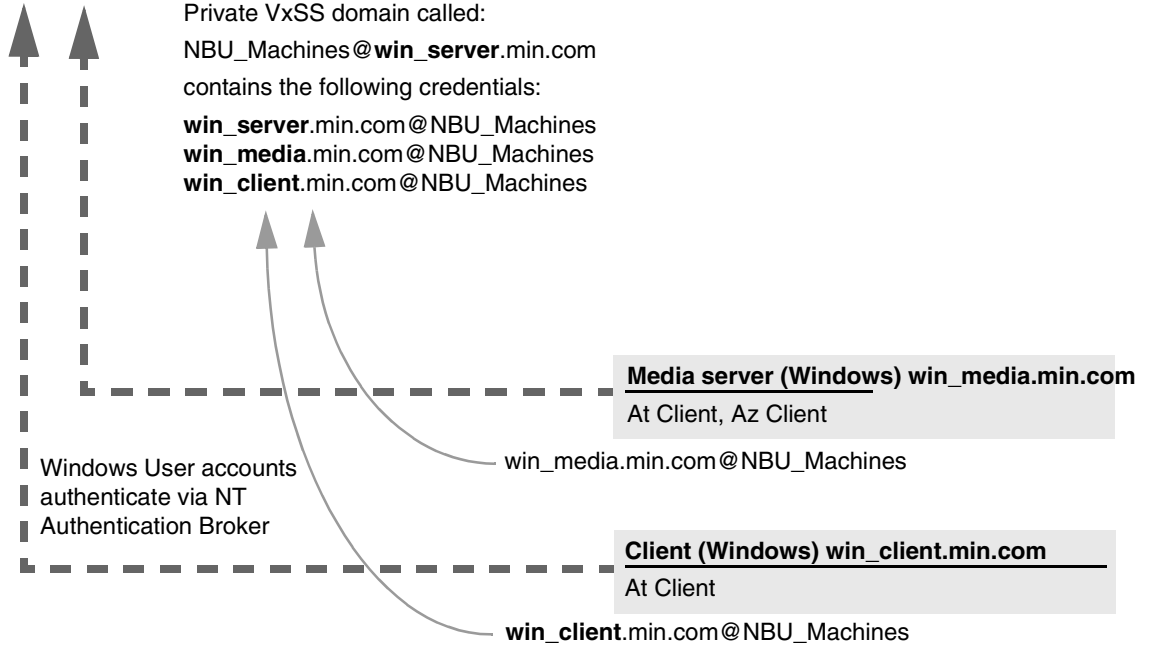 Private VxSS domain called:
NBU_Machines@win_server.min.com
contains the following credentials:
win_server.min.com@NBU_Machines
win_media.min.com@NBU_Machines
win_client.min.com@NBU_Machines
Media server (Windows) win_media.min.com
At Client, Az Client
win_media.min.com@NBU_Machines
Windows User accounts
authenticate via NT
Authentication Broker
Client (Windows) win_client.min.com
At Client
win_client.min.com@NBU_Machines